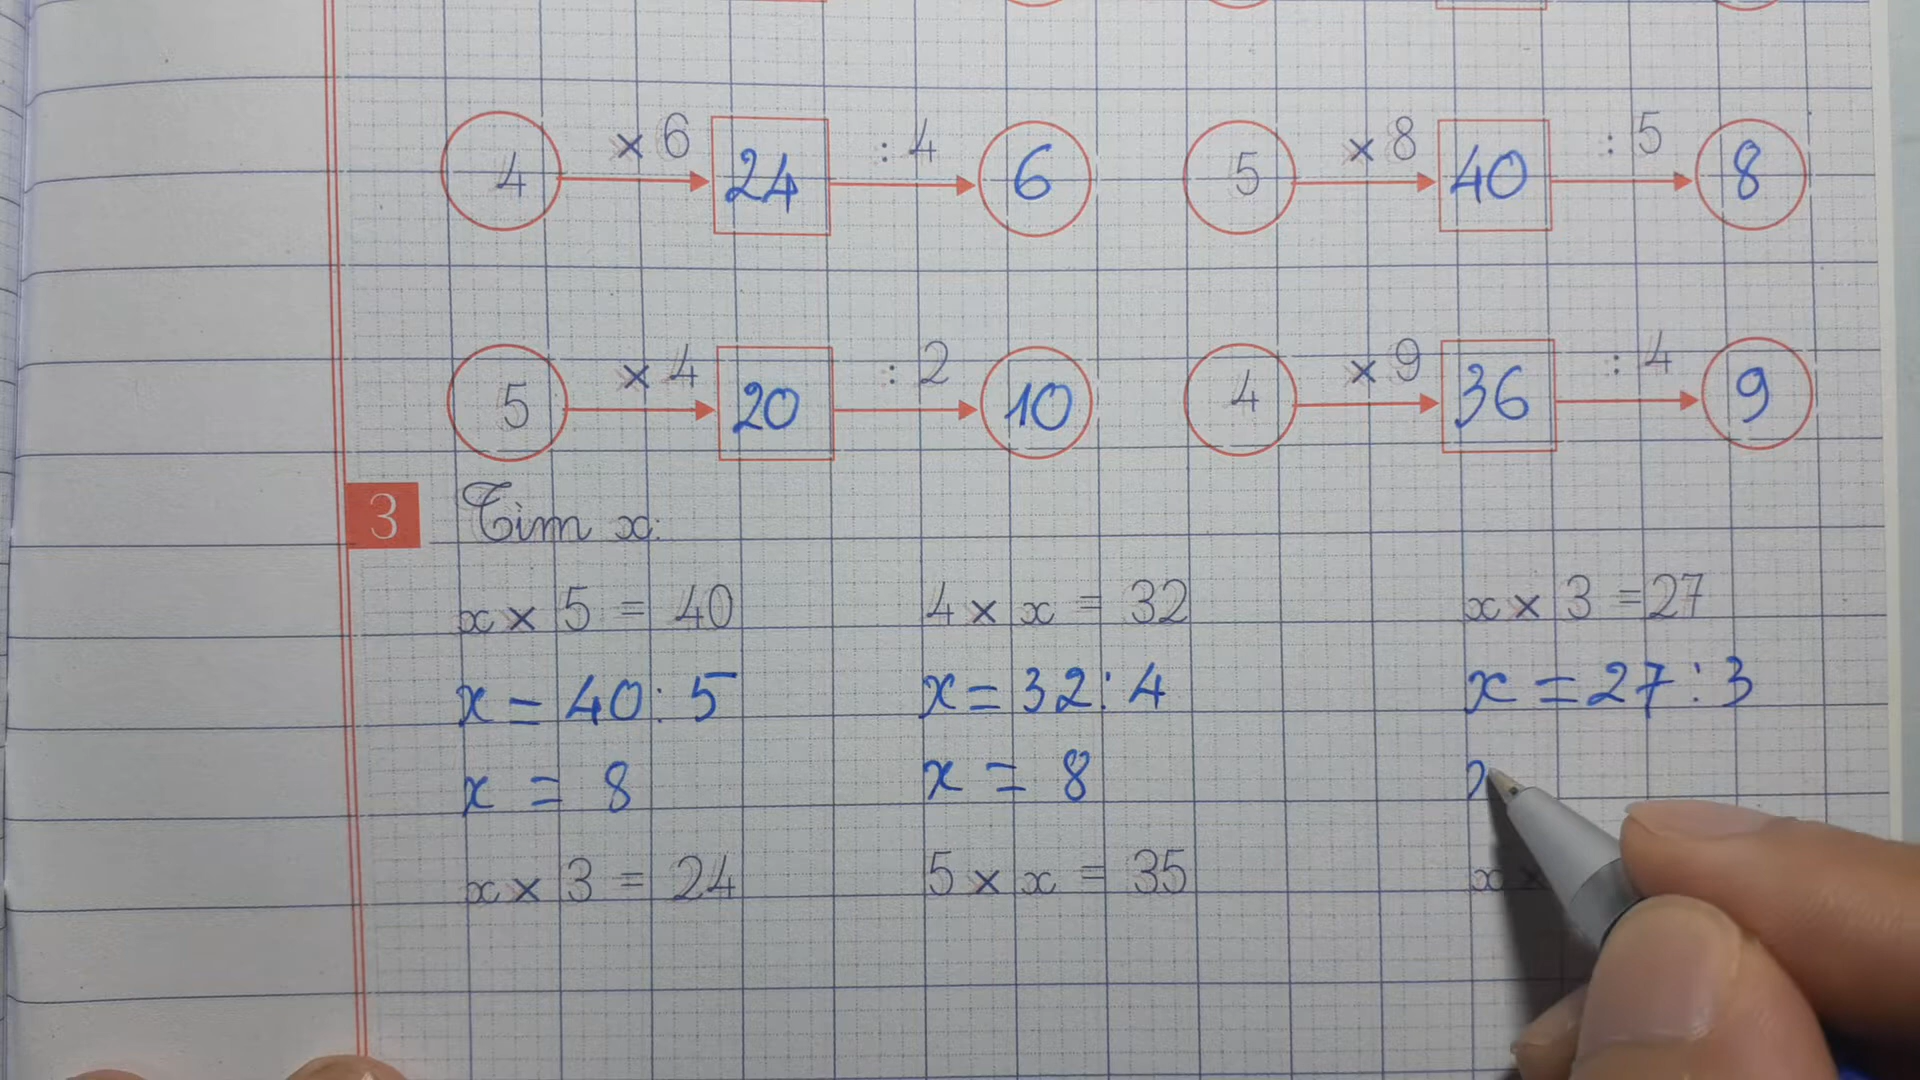 4 × 6 24 : 4 6 5 × 8 40 : 5 8
5 × 4 20 : 2 10 4 × 9 36 : 4 9
3 Tìm x:
x × 5 = 40 4 × x = 32 x × 3 = 27
x = 40 : 5 x = 32 : 4 x = 27 : 3
x = 8 x = 8 x
x × 3 = 24 5 × x = 35 x ×